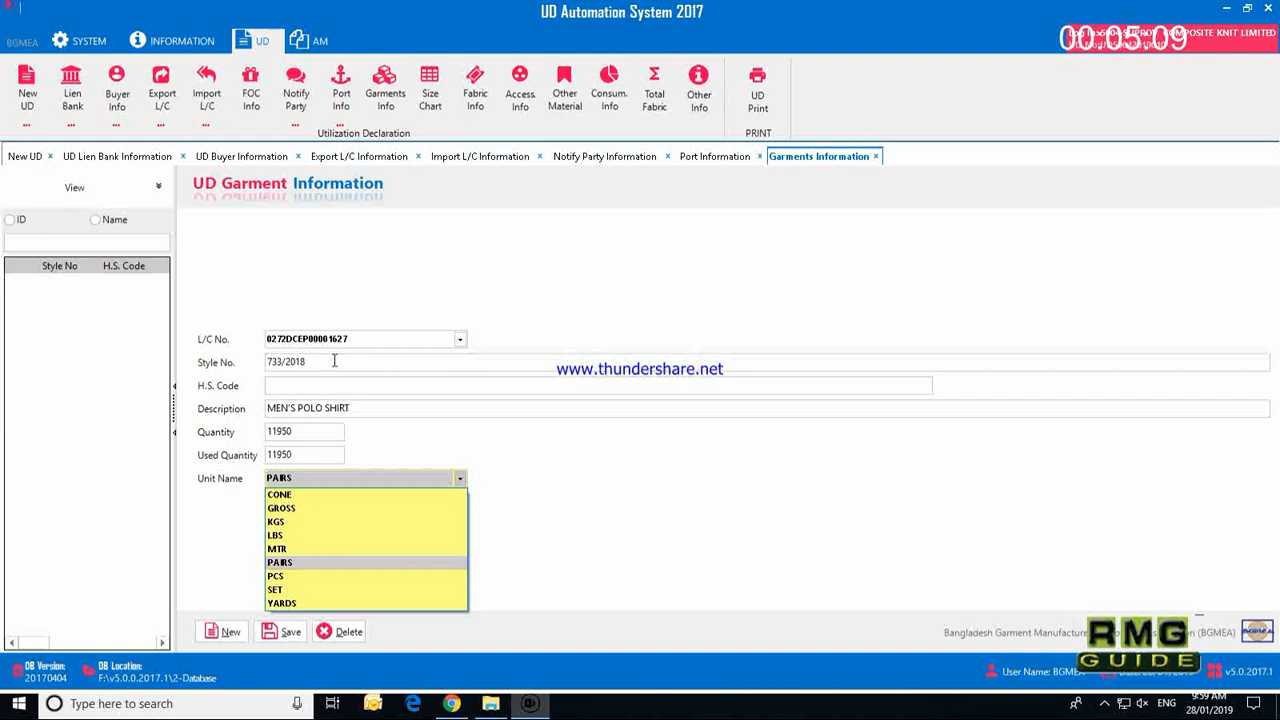 UD Automation System 2017
BGMEA SYSTEM INFORMATION UD AM
00:05:09
COMPOSITE KNIT LIMITED
New UD Lien Bank Buyer Info Export L/C Import L/C FOC Info Notify Party Port Info Garments Info Size Chart Fabric Info Access. Info Other Material Consum. Info Total Fabric Other Info UD Print
... ... ... ... ... ... ...
Utilization Declaration PRINT
New UD × UD Lien Bank Information × UD Buyer Information × Export L/C Information × Import L/C Information × Notify Party Information × Port Information × Garments Information ×
View
UD Garment Information
ID Name
Style No H.S. Code
L/C No. 0272DCEP00001627
Style No. 733/2018
www.thundershare.net
H.S. Code
Description MEN'S POLO SHIRT
Quantity 11950
Used Quantity 11950
Unit Name PAIRS
CONE
GROSS
KGS
LBS
MTR
PAIRS
PCS
SET
YARDS
New Save Delete
Bangladesh Garment Manufacture (BGMEA)
RMG
GUIDE
DB Version: DB Location:
20170404 F:\v5.0.0.2017.1\2-Database
User Name: BGMEA v5.0.2017.1
Type here to search
ENG
9:59 AM
28/01/2019